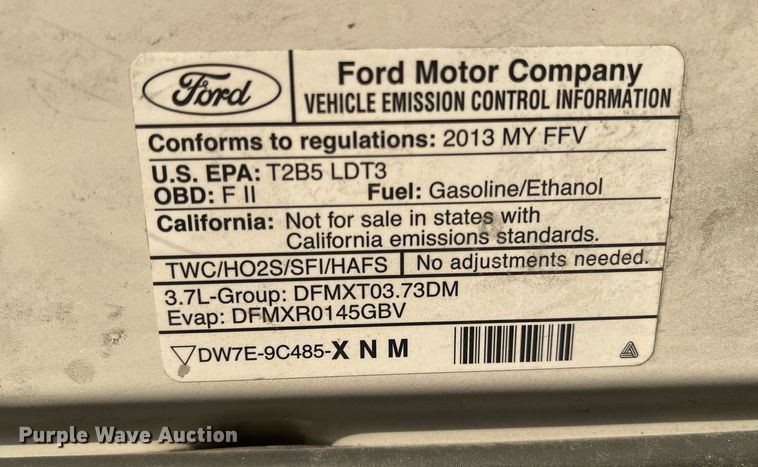 Ford
Ford Motor Company
VEHICLE EMISSION CONTROL INFORMATION
Conforms to regulations: 2013 MY FFV
U.S. EPA: T2B5 LDT3
OBD: F II Fuel: Gasoline/Ethanol
California: Not for sale in states with
California emissions standards.
TWC/HO2S/SFI/HAFS No adjustments needed.
3.7L-Group: DFMXT03.73DM
Evap: DFMXR0145GBV
DW7E-9C485-X N M
Purple Wave Auction